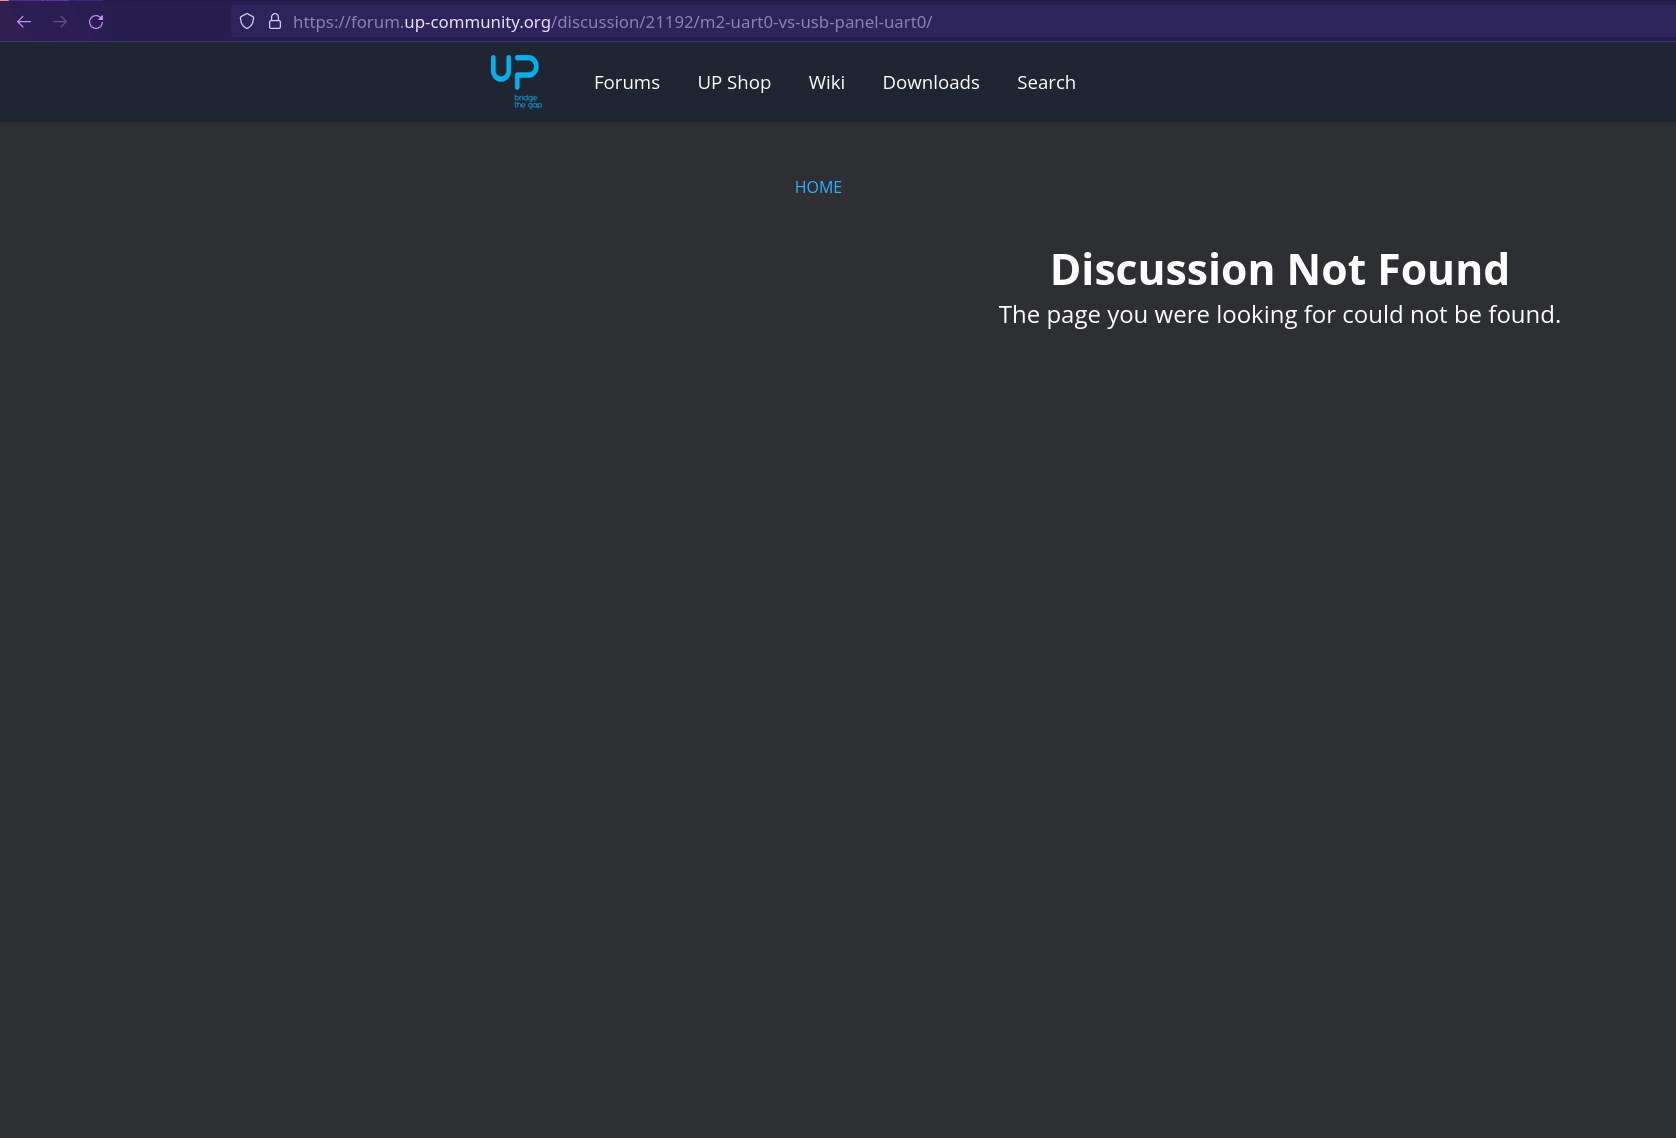 https://forum.up-community.org/discussion/21192/m2-uart0-vs-usb-panel-uart0/
UP
bridge
the gap
Forums UP Shop Wiki Downloads Search
HOME
Discussion Not Found
The page you were looking for could not be found.